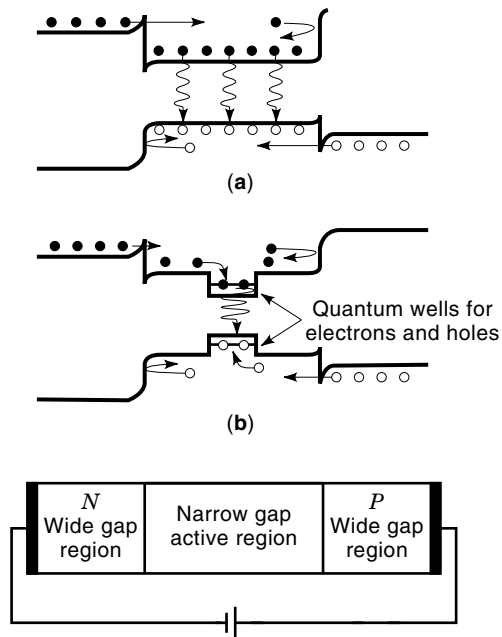 (a)
Quantum wells for
electrons and holes
(b)
N
Wide gap
region
Narrow gap
active region
P
Wide gap
region